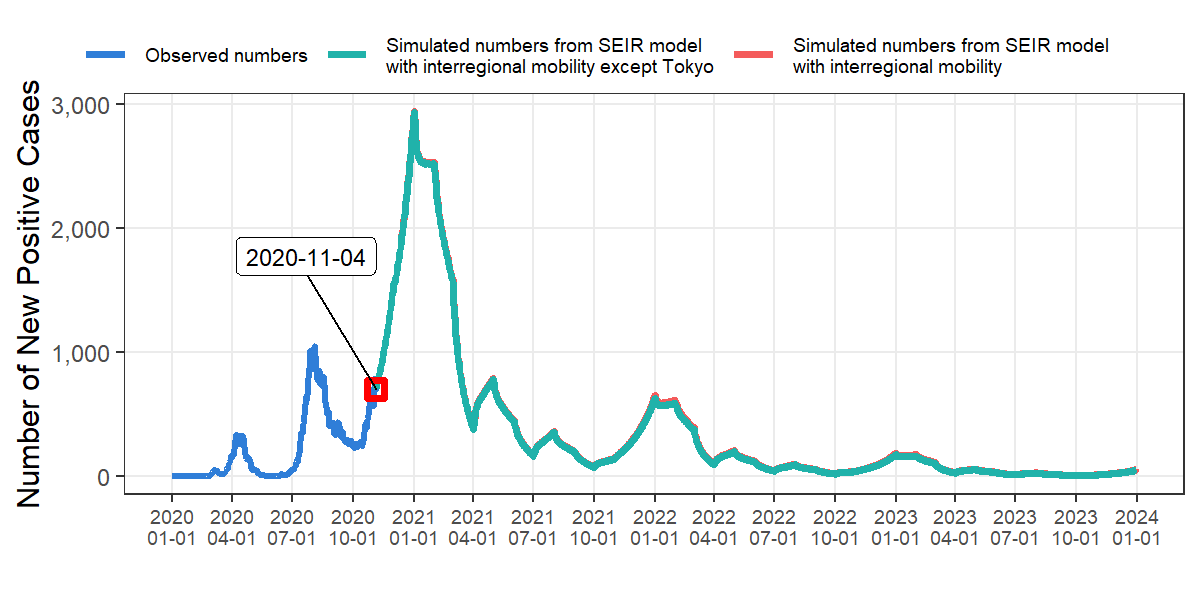 Observed numbers
Simulated numbers from SEIR model
with interregional mobility except Tokyo
Simulated numbers from SEIR model
with interregional mobility
Number of New Positive Cases
3,000
2,000
1,000
0
2020-11-04
2020 2020 2020 2020 2021 2021 2021 2021 2022 2022 2022 2022 2023 2023 2023 2023 2024
01-01 04-01 07-01 10-01 01-01 04-01 07-01 10-01 01-01 04-01 07-01 10-01 01-01 04-01 07-01 10-01 01-01